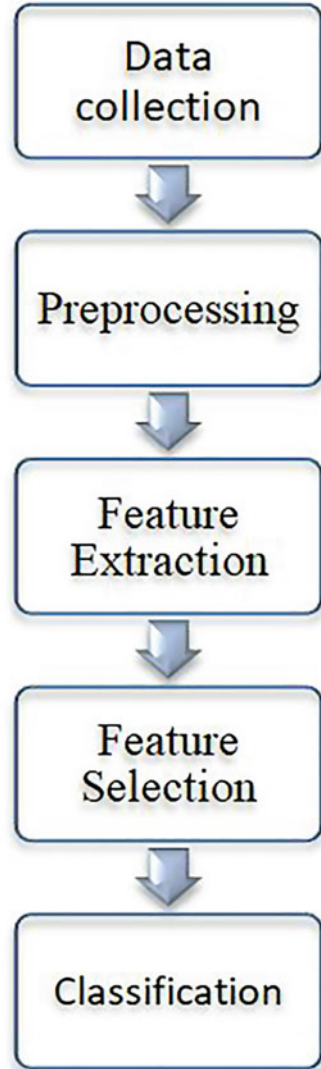 Data
collection
Preprocessing
Feature
Extraction
Feature
Selection
Classification